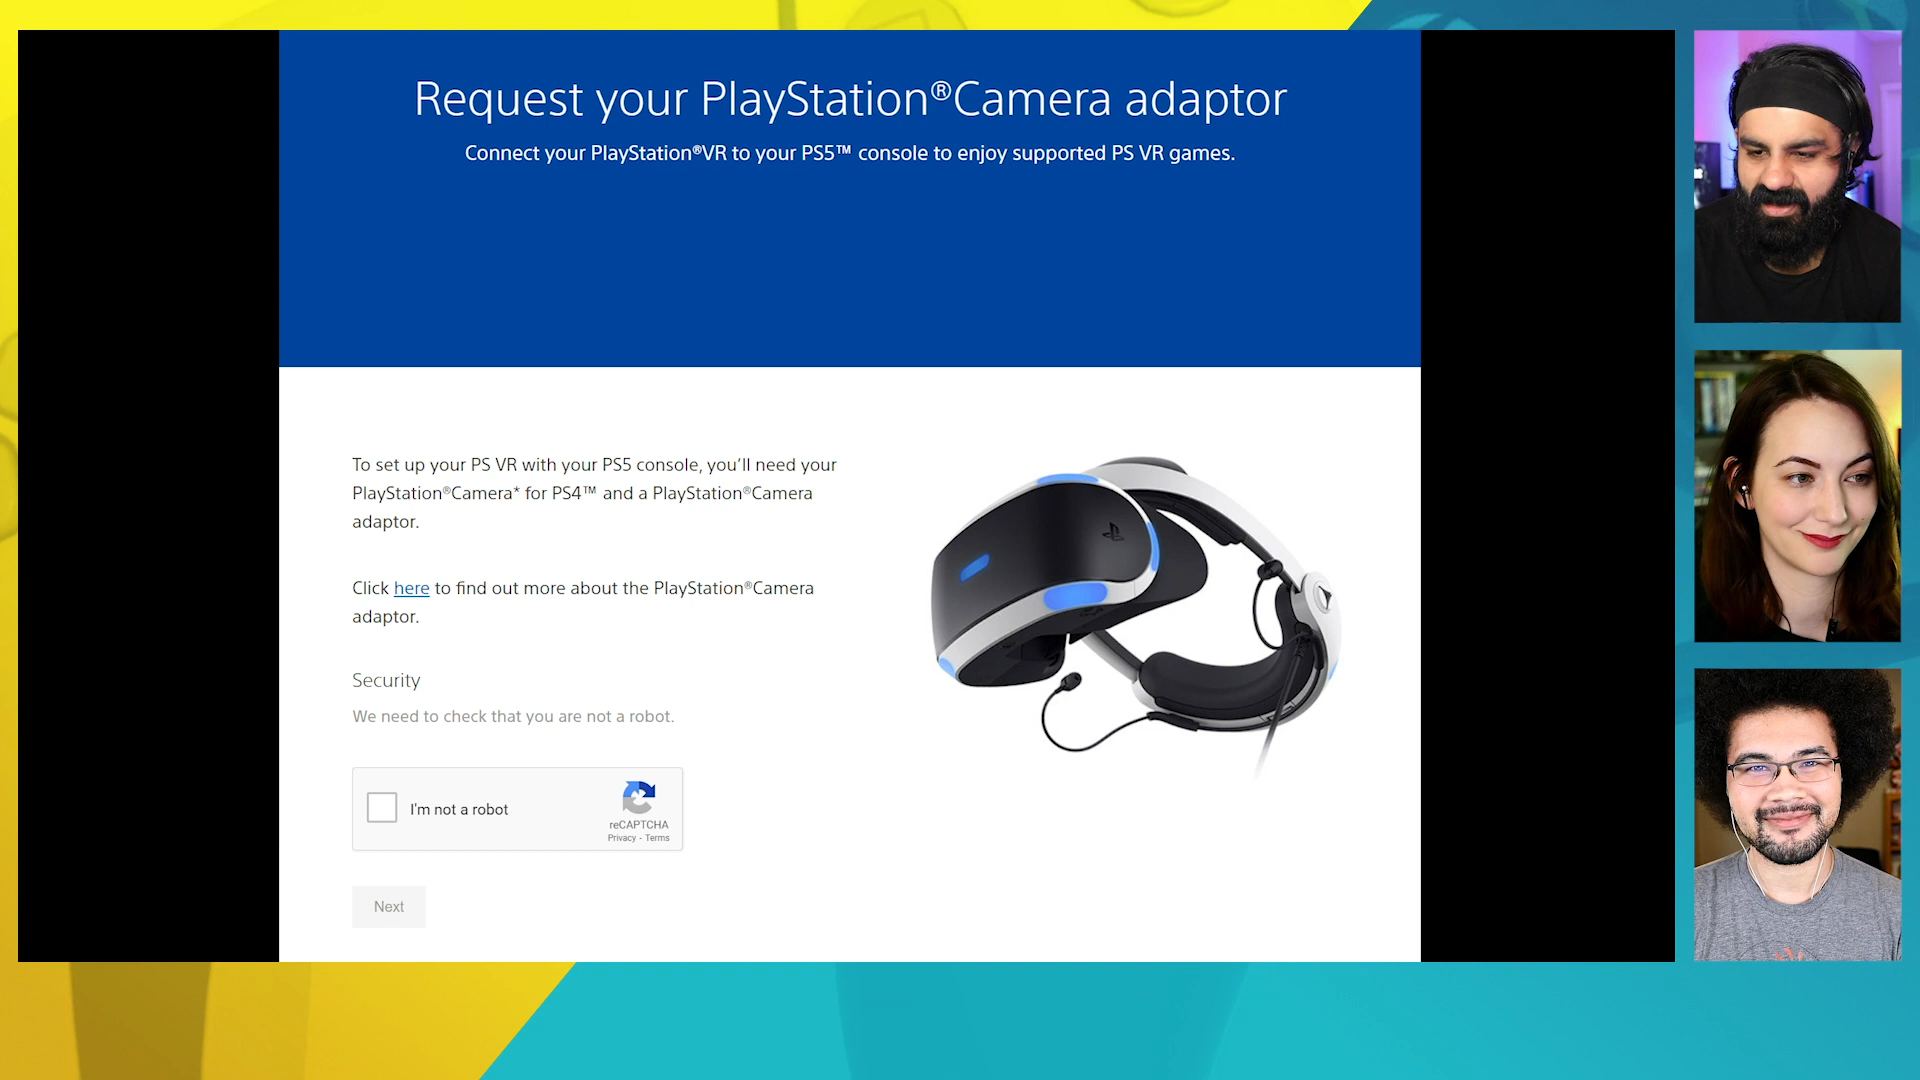 Request your PlayStation®Camera adaptor
Connect your PlayStation®VR to your PS5™ console to enjoy supported PS VR games.
To set up your PS VR with your PS5 console, you'll need your
PlayStation®Camera* for PS4™ and a PlayStation®Camera
adaptor.
Click here to find out more about the PlayStation®Camera
adaptor.
Security
We need to check that you are not a robot.
I'm not a robot
reCAPTCHA
Privacy - Terms
Next